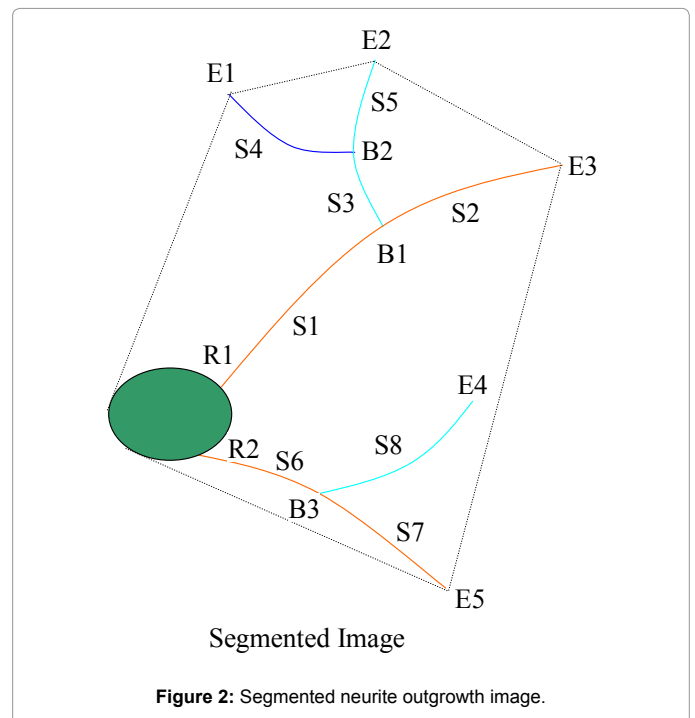 E2
E1
S5
S4
B2
E3
S3
S2
B1
S1
R1
E4
R2
S8
S6
B3
S7
E5
Segmented Image
Figure 2: Segmented neurite outgrowth image.